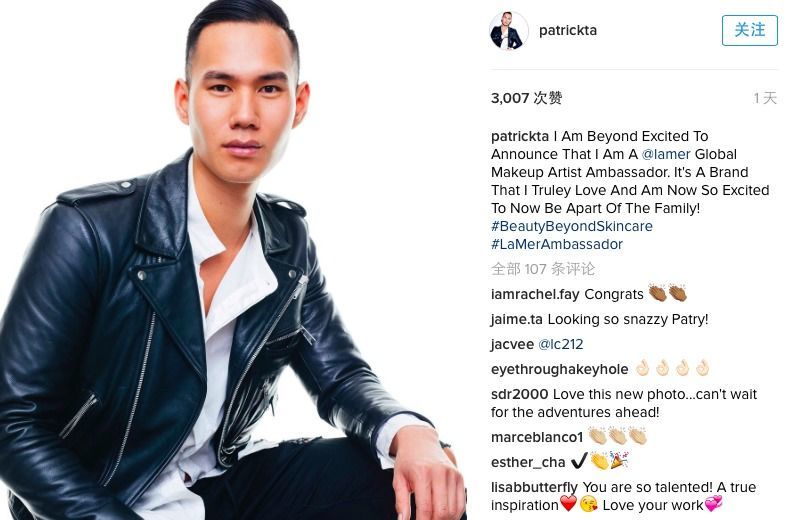 patrickta
关注
3,007 次赞
1 天
patrickta I Am Beyond Excited To
Announce That I Am A @lamer Global
Makeup Artist Ambassador. It's A Brand
That I Truley Love And Am Now So Excited
To Now Be Apart Of The Family!
#BeautyBeyondSkincare
#LaMerAmbassador
全部 107 条评论
iamrachel.fay Congrats 👏🏾👏🏾
jaime.ta Looking so snazzy Patry!
jacvee @lc212
eyethroughakeyhole 👌🏻👌🏻👌🏻👌🏻
sdr2000 Love this new photo...can't wait
for the adventures ahead!
marceblanco1 👏🏼👏🏼👏🏼
esther_cha ✔️👏🎉
lisabbutterfly You are so talented! A true
inspiration❤️😘 Love your work💞